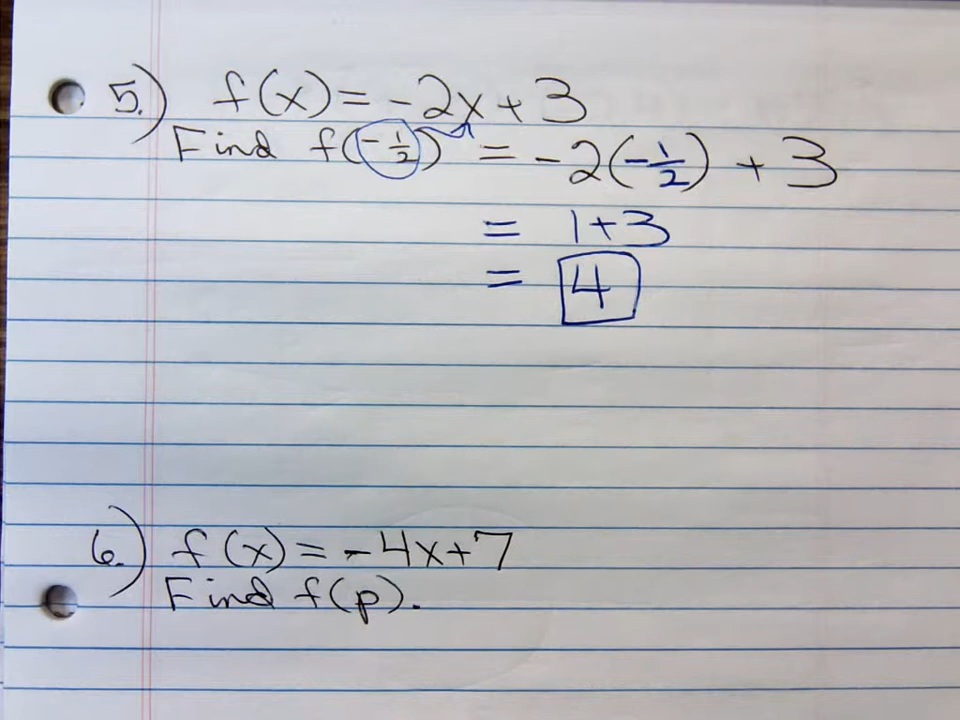 5.) f(x) = -2x + 3
Find f(-1/2) = -2(-1/2) + 3
= 1 + 3
= 4
6.) f(x) = -4x + 7
Find f(p).